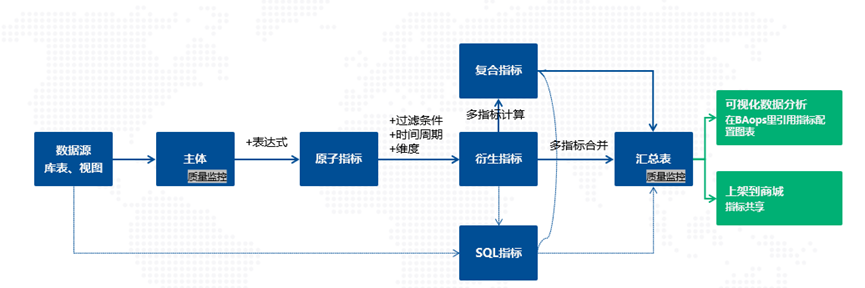 复合指标
+过滤条件
+时间周期
+维度
多指标计算
可视化数据分析
在BAops里引用指标配
置图表
数据源
库表、视图
主体
质量监控
+表达式
原子指标
衍生指标
多指标合并
汇总表
质量监控
上架到商城
指标共享
SQL指标